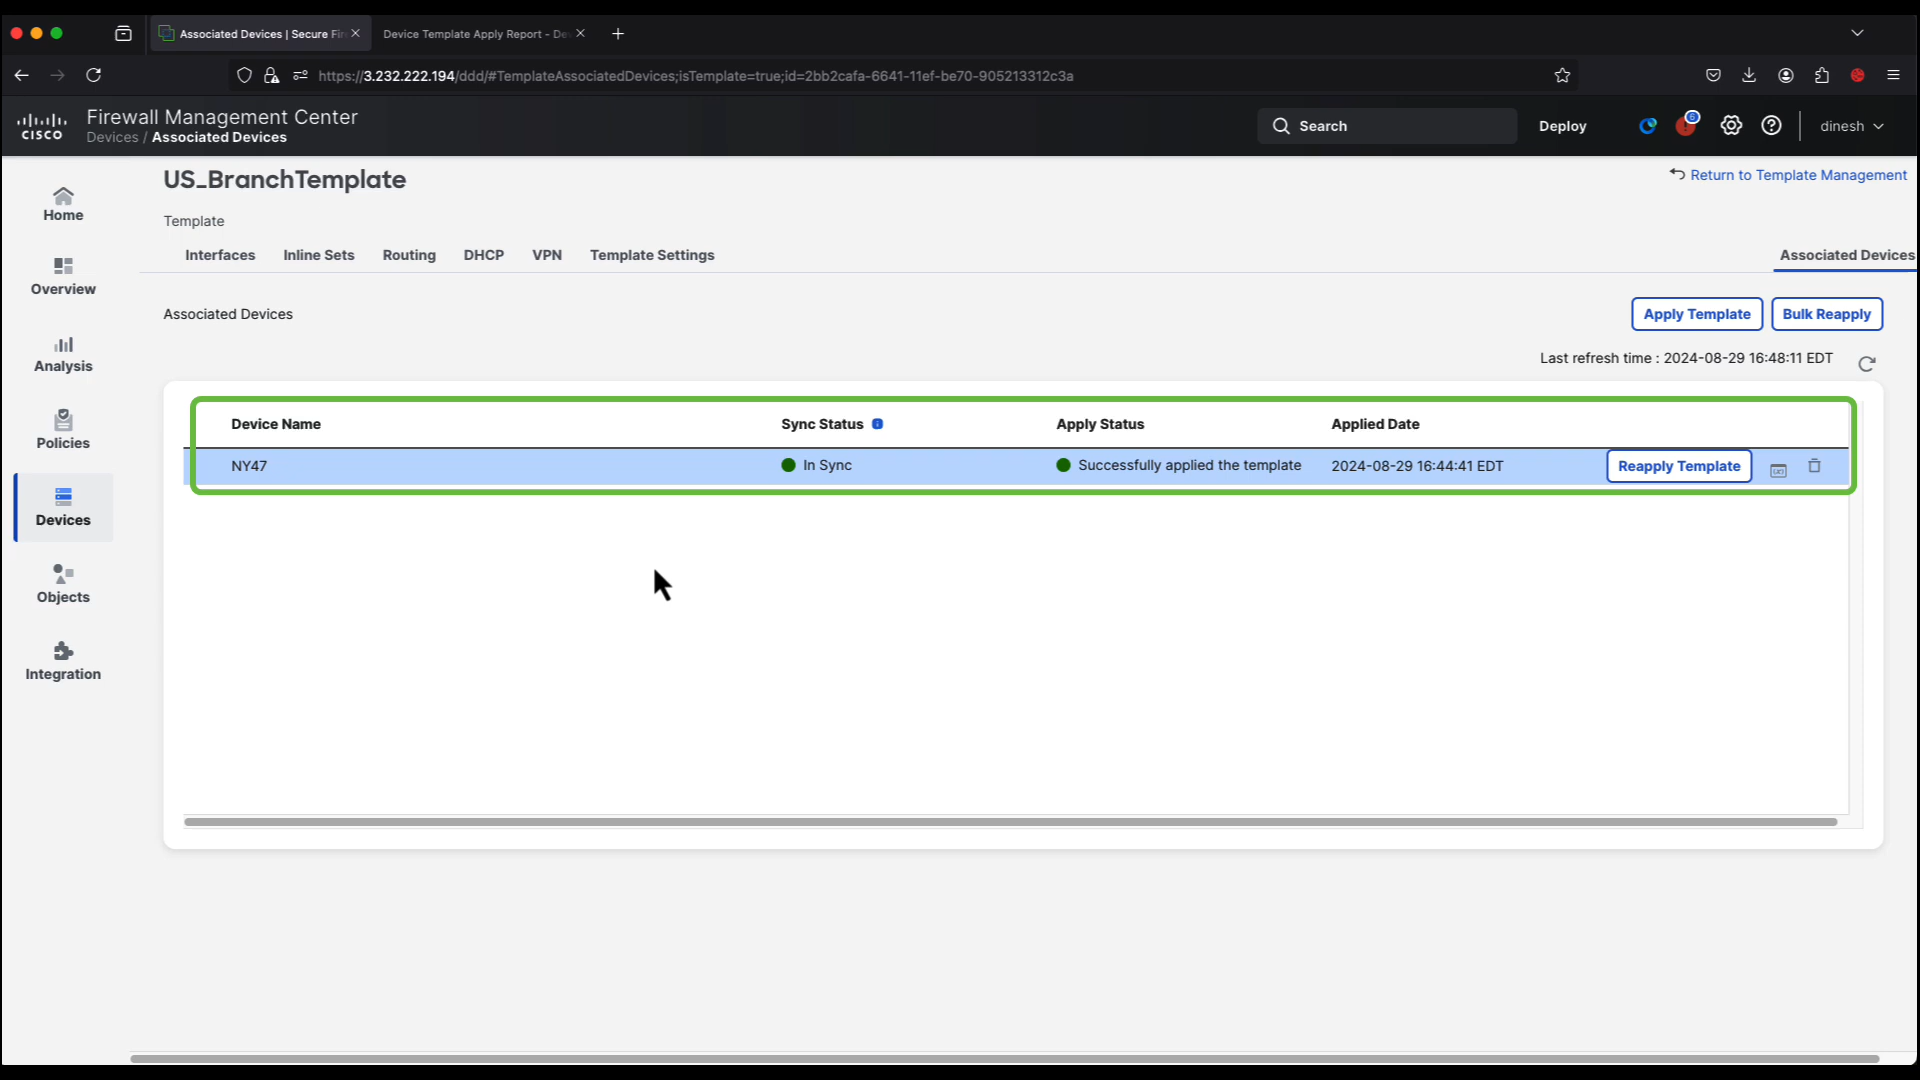 Associated Devices | Secure Fir
Device Template Apply Report - De
https://3.232.222.194/ddd/#TemplateAssociatedDevices;isTemplate=true;id=2bb2cafa-6641-11ef-be70-905213312c3a
CISCO
Firewall Management Center
Devices / Associated Devices
Search
Deploy
6
dinesh
US_BranchTemplate
Return to Template Management
Template
Interfaces Inline Sets Routing DHCP VPN Template Settings Associated Devices
Associated Devices
Apply Template Bulk Reapply
Last refresh time : 2024-08-29 16:48:11 EDT
Device Name Sync Status Apply Status Applied Date
NY47 In Sync Successfully applied the template 2024-08-29 16:44:41 EDT Reapply Template
Home
Overview
Analysis
Policies
Devices
Objects
Integration